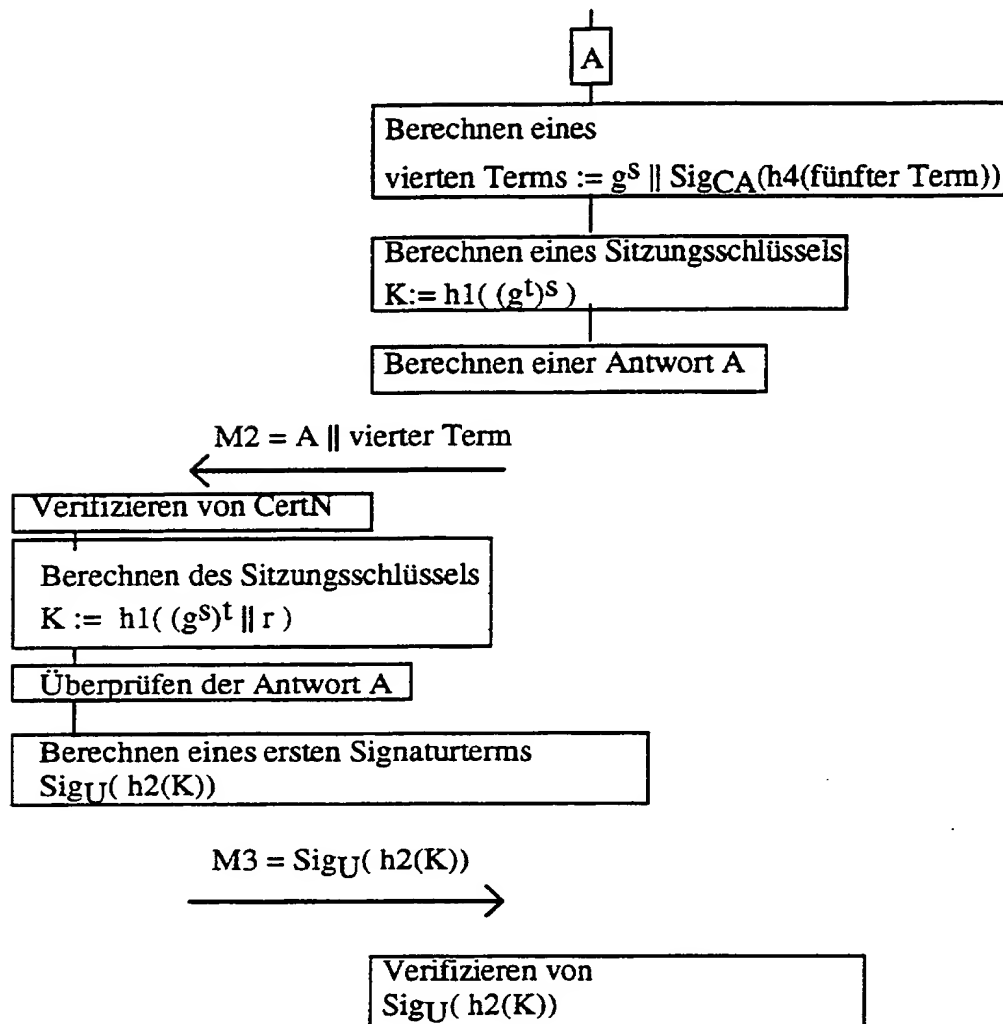 A
Berechnen eines
vierten Terms := g^s || Sig_CA(h4(fünfter Term))
Berechnen eines Sitzungsschlüssels
K:= h1( (g^t)^s )
Berechnen einer Antwort A
M2 = A || vierter Term
Verifizieren von CertN
Berechnen des Sitzungsschlüssels
K := h1( (g^s)^t || r )
Überprüfen der Antwort A
Berechnen eines ersten Signaturterms
Sig_U( h2(K))
M3 = Sig_U( h2(K))
Verifizieren von
Sig_U( h2(K))